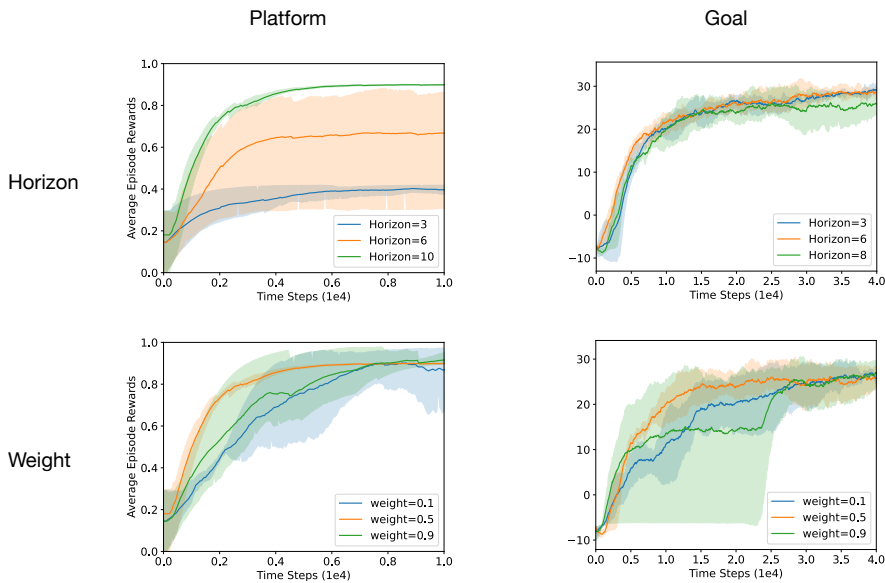 Platform
Goal
Horizon
Average Episode Rewards
1.0
0.8
0.6
0.4
0.2
0.0
Horizon=3
Horizon=6
Horizon=10
0.0 0.2 0.4 0.6 0.8 1.0
Time Steps (1e4)
30
20
10
0
−10
Horizon=3
Horizon=6
Horizon=8
0.0 0.5 1.0 1.5 2.0 2.5 3.0 3.5 4.0
Time Steps (1e4)
Weight
Average Episode Rewards
1.0
0.8
0.6
0.4
0.2
0.0
weight=0.1
weight=0.5
weight=0.9
0.0 0.2 0.4 0.6 0.8 1.0
Time Steps (1e4)
30
20
10
0
−10
weight=0.1
weight=0.5
weight=0.9
0.0 0.5 1.0 1.5 2.0 2.5 3.0 3.5 4.0
Time Steps (1e4)